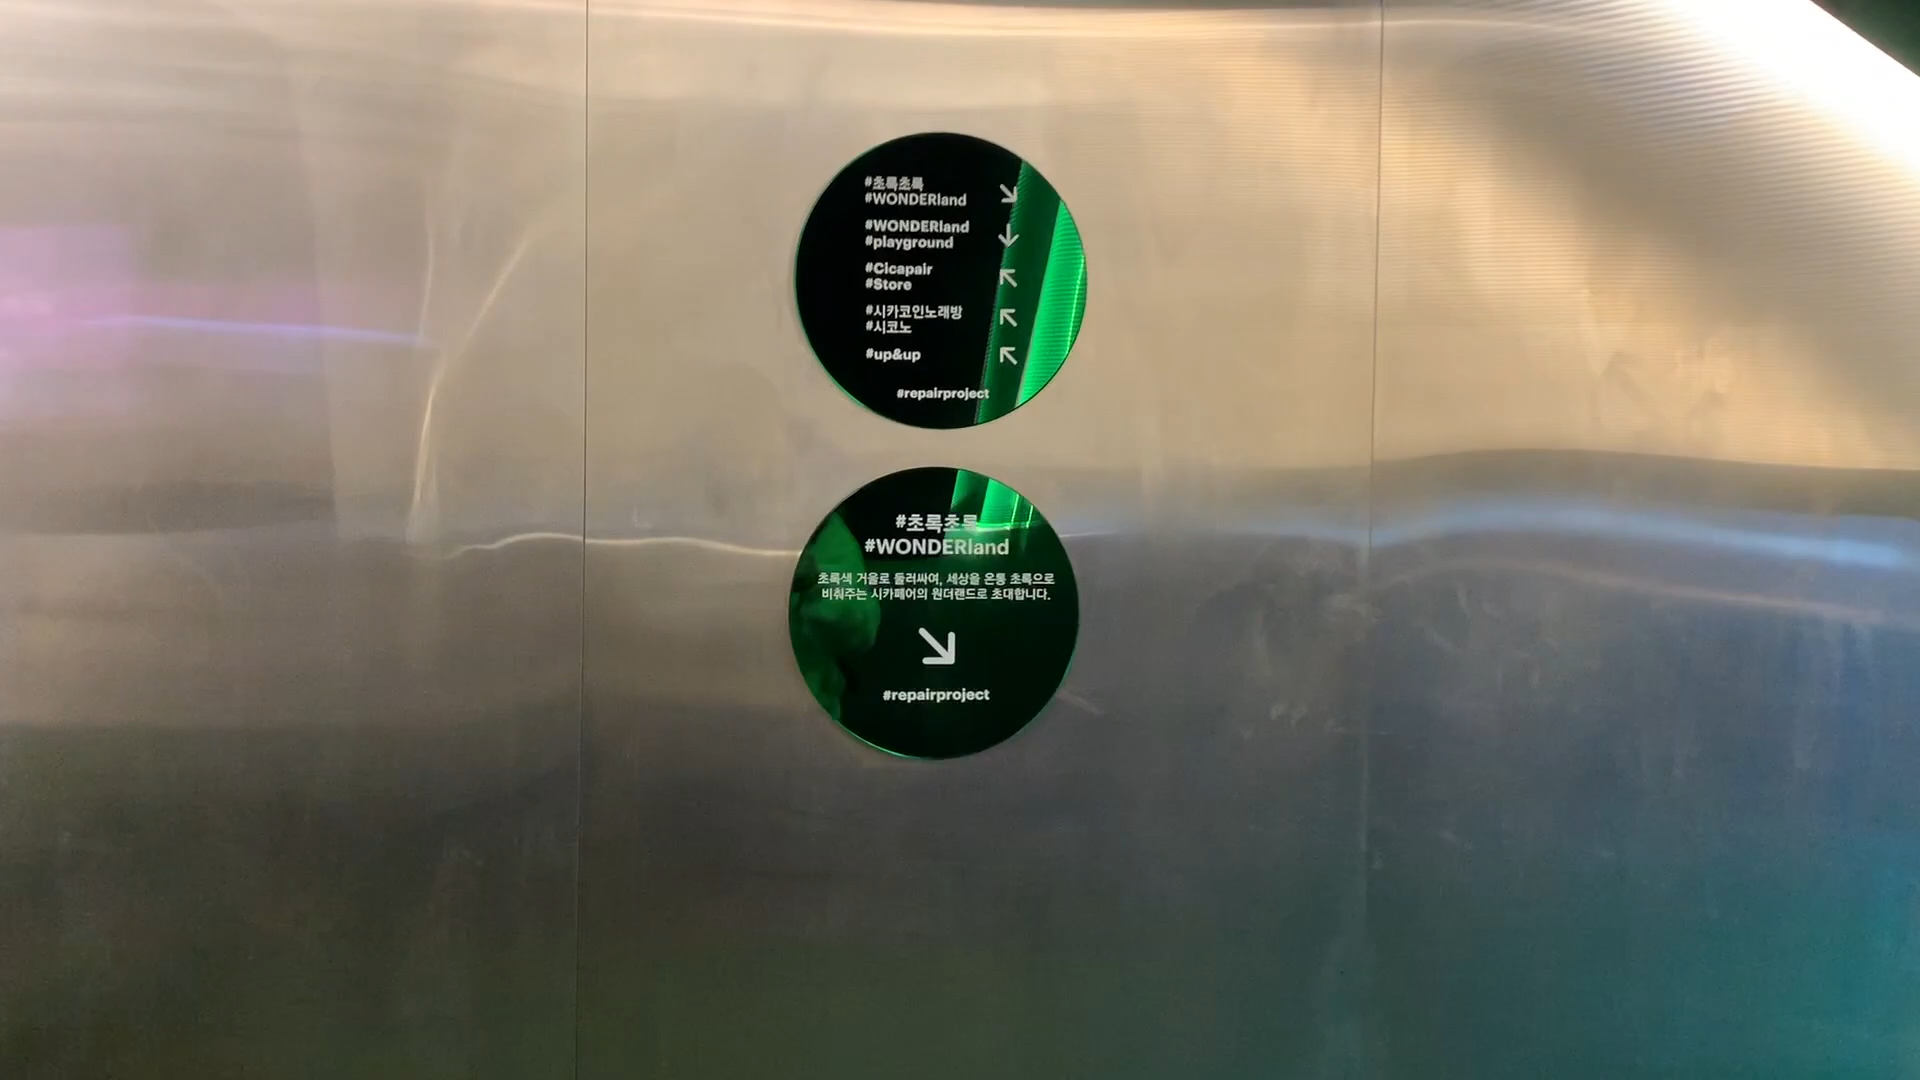 #초록초록
#WONDERland
#WONDERland
#playground
#Cicapair
#Store
#시카코인노래방
#시코노
#up&up
#repairproject
#초록초록
#WONDERland
초록색 거울로 둘러싸여, 세상을 온통 초록으로
비춰주는 시카페어의 원더랜드로 초대합니다.
#repairproject